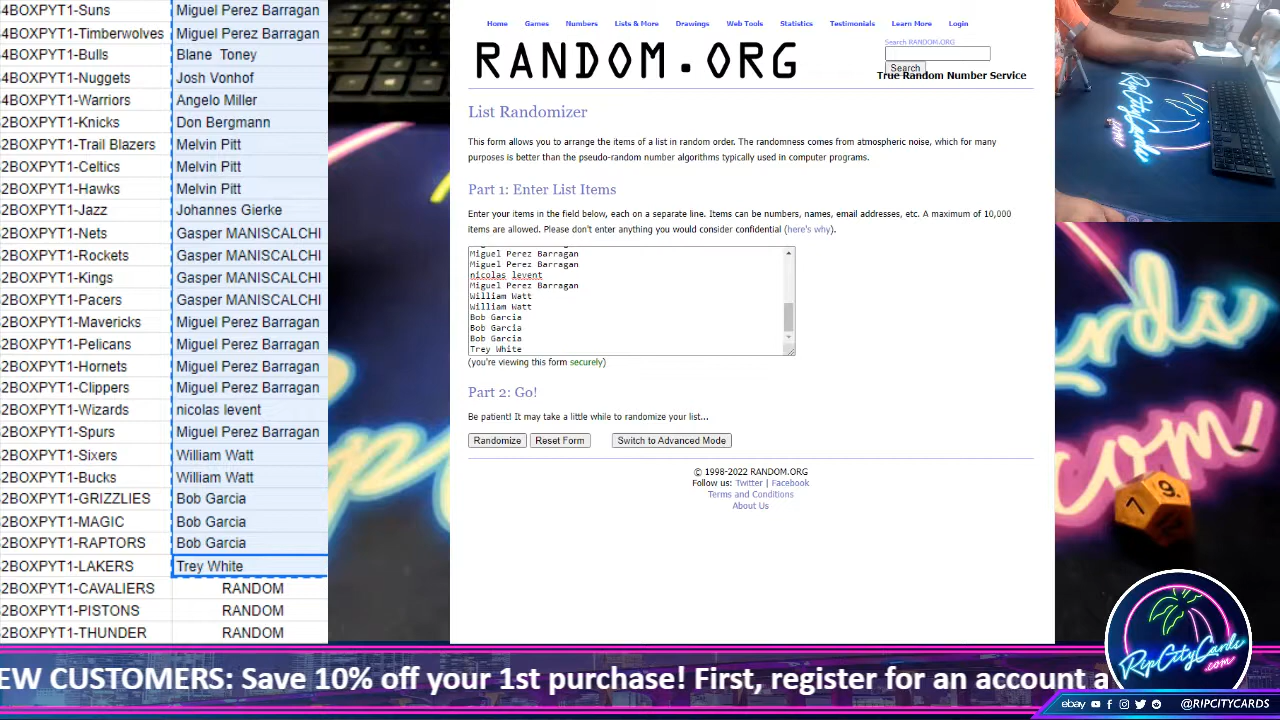 4BOXPYT1-Suns Miguel Perez Barragan
4BOXPYT1-Timberwolves Miguel Perez Barragan
4BOXPYT1-Bulls Blane Toney
4BOXPYT1-Nuggets Josh Vonhof
4BOXPYT1-Warriors Angelo Miller
2BOXPYT1-Knicks Don Bergmann
2BOXPYT1-Trail Blazers Melvin Pitt
2BOXPYT1-Celtics Melvin Pitt
2BOXPYT1-Hawks Melvin Pitt
2BOXPYT1-Jazz Johannes Gierke
2BOXPYT1-Nets Gasper MANISCALCHI
2BOXPYT1-Rockets Gasper MANISCALCHI
2BOXPYT1-Kings Gasper MANISCALCHI
2BOXPYT1-Pacers Gasper MANISCALCHI
2BOXPYT1-Mavericks Miguel Perez Barragan
2BOXPYT1-Pelicans Miguel Perez Barragan
2BOXPYT1-Hornets Miguel Perez Barragan
2BOXPYT1-Clippers Miguel Perez Barragan
2BOXPYT1-Wizards nicolas levent
2BOXPYT1-Spurs Miguel Perez Barragan
2BOXPYT1-Sixers William Watt
2BOXPYT1-Bucks William Watt
2BOXPYT1-GRIZZLIES Bob Garcia
2BOXPYT1-MAGIC Bob Garcia
2BOXPYT1-RAPTORS Bob Garcia
2BOXPYT1-LAKERS Trey White
2BOXPYT1-CAVALIERS RANDOM
2BOXPYT1-PISTONS RANDOM
2BOXPYT1-THUNDER RANDOM
Home Games Numbers Lists & More Drawings Web Tools Statistics Testimonials Learn More Login
RANDOM.ORG
Search RANDOM.ORG
Search
True Random Number Service
List Randomizer
This form allows you to arrange the items of a list in random order. The randomness comes from atmospheric noise, which for many
purposes is better than the pseudo-random number algorithms typically used in computer programs.
Part 1: Enter List Items
Enter your items in the field below, each on a separate line. Items can be numbers, names, email addresses, etc. A maximum of 10,000
items are allowed. Please don't enter anything you would consider confidential (here's why).
Miguel Perez Barragan
Miguel Perez Barragan
nicolas levent
Miguel Perez Barragan
William Watt
William Watt
Bob Garcia
Bob Garcia
Bob Garcia
Trey White
(you're viewing this form securely)
Part 2: Go!
Be patient! It may take a little while to randomize your list...
Randomize Reset Form Switch to Advanced Mode
© 1998-2022 RANDOM.ORG
Follow us: Twitter | Facebook
Terms and Conditions
About Us
EW CUSTOMERS: Save 10% off your 1st purchase! First, register for an account a
RipCityCards
.com
ebay @RIPCITYCARDS